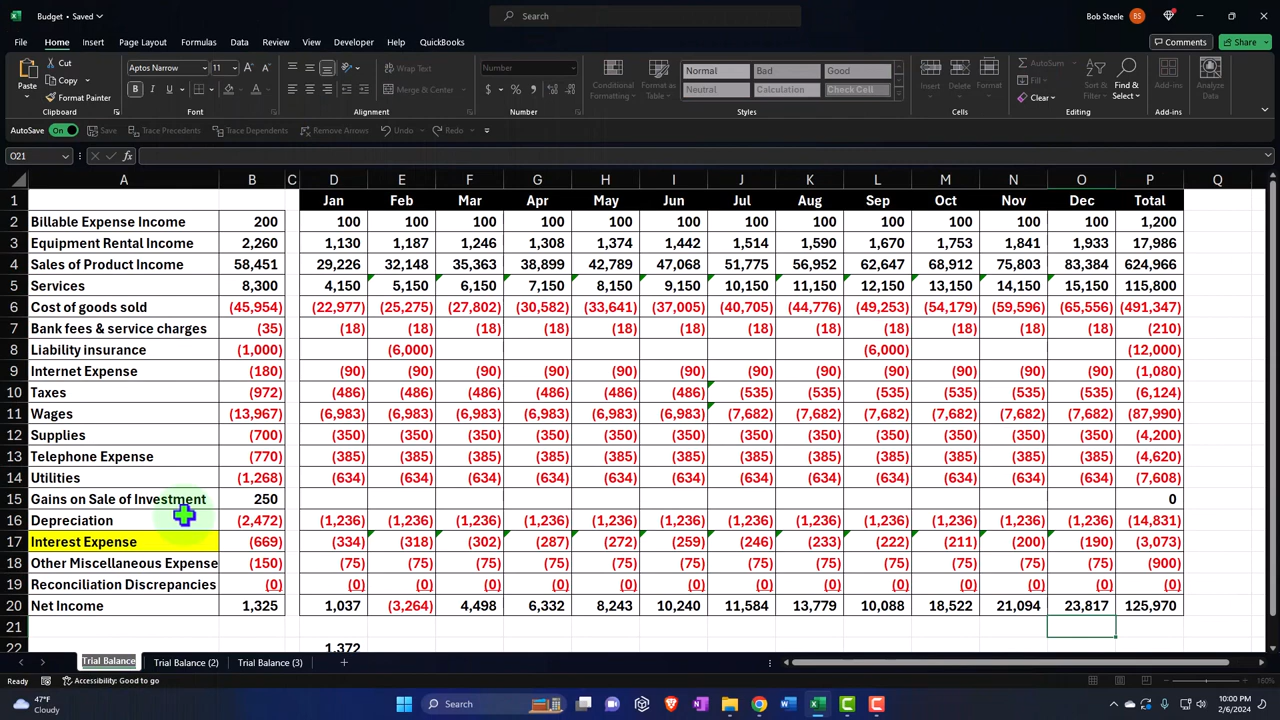 Budget • Saved
Search
Bob Steele BS
File Home Insert Page Layout Formulas Data Review View Developer Help QuickBooks
Comments Share
Paste Cut Copy Format Painter
Clipboard
Aptos Narrow 11
Font
Wrap Text
Merge & Center
Alignment
Number
Number
Conditional Formatting Format as Table
Normal Bad Good
Neutral Calculation Check Cell
Styles
Insert Delete Format
Cells
AutoSum Fill Clear Sort & Filter Find & Select
Editing
Add-ins
Add-ins
Analyze Data
AutoSave On Save Trace Precedents Undo Trace Dependents Remove Arrows Redo
O21 fx
A B C D E F G H I J K L M N O P Q
1 Jan Feb Mar Apr May Jun Jul Aug Sep Oct Nov Dec Total
2 Billable Expense Income 200 100 100 100 100 100 100 100 100 100 100 100 100 1,200
3 Equipment Rental Income 2,260 1,130 1,187 1,246 1,308 1,374 1,442 1,514 1,590 1,670 1,753 1,841 1,933 17,986
4 Sales of Product Income 58,451 29,226 32,148 35,363 38,899 42,789 47,068 51,775 56,952 62,647 68,912 75,803 83,384 624,966
5 Services 8,300 4,150 5,150 6,150 7,150 8,150 9,150 10,150 11,150 12,150 13,150 14,150 15,150 115,800
6 Cost of goods sold (45,954) (22,977) (25,275) (27,802) (30,582) (33,641) (37,005) (40,705) (44,776) (49,253) (54,179) (59,596) (65,556) (491,347)
7 Bank fees & service charges (35) (18) (18) (18) (18) (18) (18) (18) (18) (18) (18) (18) (18) (210)
8 Liability insurance (1,000) (6,000) (6,000) (12,000)
9 Internet Expense (180) (90) (90) (90) (90) (90) (90) (90) (90) (90) (90) (90) (90) (1,080)
10 Taxes (972) (486) (486) (486) (486) (486) (486) (535) (535) (535) (535) (535) (535) (6,124)
11 Wages (13,967) (6,983) (6,983) (6,983) (6,983) (6,983) (6,983) (7,682) (7,682) (7,682) (7,682) (7,682) (7,682) (87,990)
12 Supplies (700) (350) (350) (350) (350) (350) (350) (350) (350) (350) (350) (350) (350) (4,200)
13 Telephone Expense (770) (385) (385) (385) (385) (385) (385) (385) (385) (385) (385) (385) (385) (4,620)
14 Utilities (1,268) (634) (634) (634) (634) (634) (634) (634) (634) (634) (634) (634) (634) (7,608)
15 Gains on Sale of Investment 250 0
16 Depreciation (2,472) (1,236) (1,236) (1,236) (1,236) (1,236) (1,236) (1,236) (1,236) (1,236) (1,236) (1,236) (1,236) (14,831)
17 Interest Expense (669) (334) (318) (302) (287) (272) (259) (246) (233) (222) (211) (200) (190) (3,073)
18 Other Miscellaneous Expense (150) (75) (75) (75) (75) (75) (75) (75) (75) (75) (75) (75) (75) (900)
19 Reconciliation Discrepancies (0) (0) (0) (0) (0) (0) (0) (0) (0) (0) (0) (0) (0) (0)
20 Net Income 1,325 1,037 (3,264) 4,498 6,332 8,243 10,240 11,584 13,779 10,088 18,522 21,094 23,817 125,970
21
22 1,372
Trial Balance Trial Balance (2) Trial Balance (3)
Ready Accessibility: Good to go 160%
47°F
Cloudy
Search
10:00 PM
2/6/2024